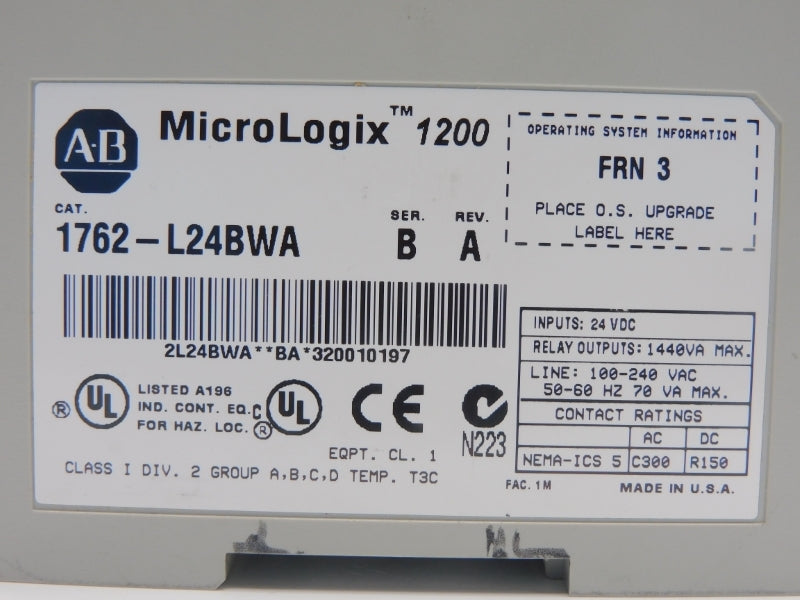 A-B
MicroLogix™ 1200
CAT.
1762-L24BWA
SER.
B
REV.
A
OPERATING SYSTEM INFORMATION
FRN 3
PLACE O.S. UPGRADE
LABEL HERE
2L24BWA**BA*320010197
INPUTS: 24 VDC
RELAY OUTPUTS: 1440VA MAX.
LINE: 100-240 VAC
50-60 HZ 70 VA MAX.
CONTACT RATINGS
AC DC
NEMA-ICS 5 C300 R150
® UL
LISTED A196
IND. CONT. EQ.
FOR HAZ. LOC.
C UL ®
CE
N223
EQPT. CL. 1
CLASS I DIV. 2 GROUP A,B,C,D TEMP. T3C
FAC. 1M
MADE IN U.S.A.